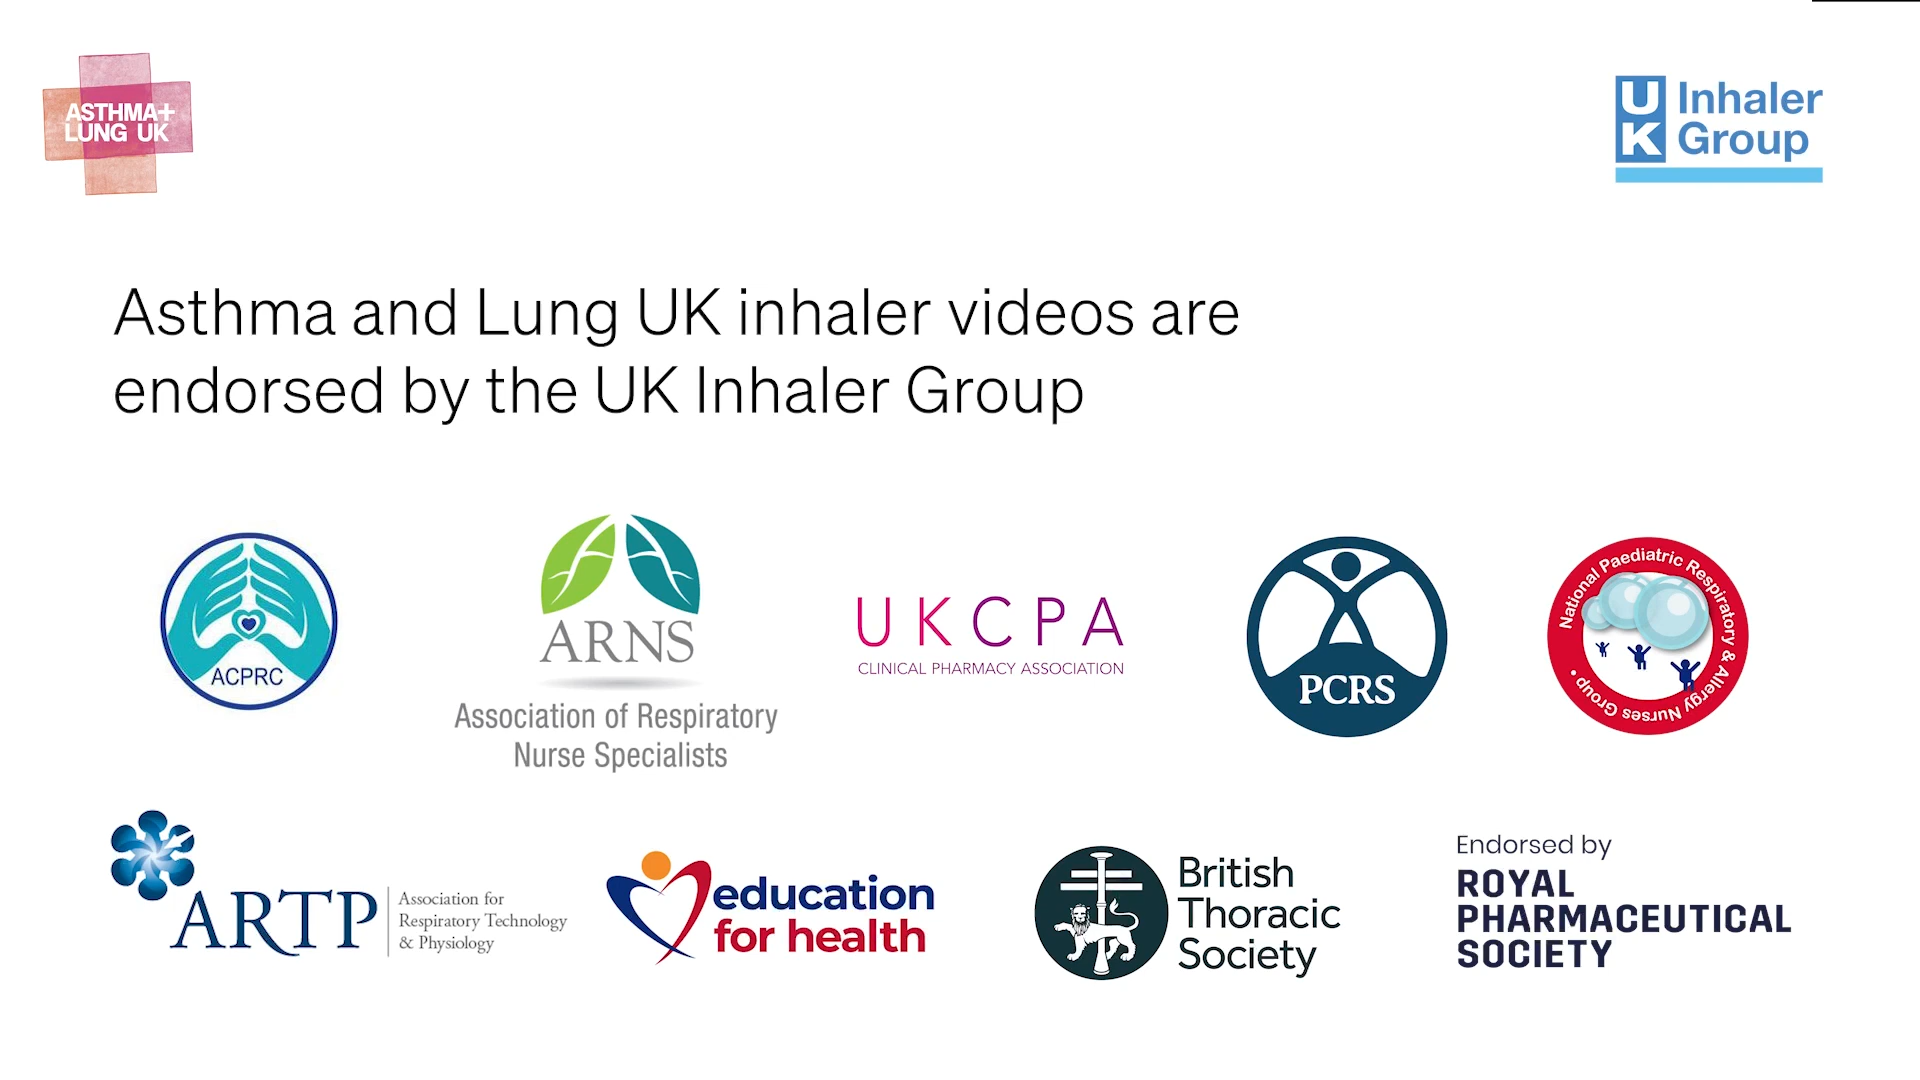 ASTHMA+
LUNG UK
UK
Inhaler
Group
Asthma and Lung UK inhaler videos are
endorsed by the UK Inhaler Group
ACPRC
ARNS
Association of Respiratory
Nurse Specialists
UKCPA
CLINICAL PHARMACY ASSOCIATION
PCRS
National Paediatric Respiratory & Allergy Nurses Group •
ARTP
Association for
Respiratory Technology
& Physiology
education
for health
British
Thoracic
Society
Endorsed by
ROYAL
PHARMACEUTICAL
SOCIETY